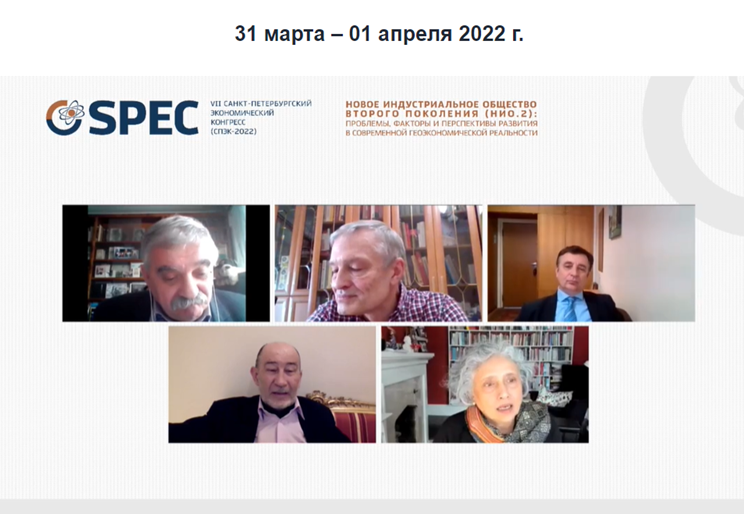 31 марта – 01 апреля 2022 г.
SPEC
VII САНКТ-ПЕТЕРБУРГСКИЙ
ЭКОНОМИЧЕСКИЙ
КОНГРЕСС
(СПЭК-2022)
НОВОЕ ИНДУСТРИАЛЬНОЕ ОБЩЕСТВО
ВТОРОГО ПОКОЛЕНИЯ (НИО.2):
ПРОБЛЕМЫ, ФАКТОРЫ И ПЕРСПЕКТИВЫ РАЗВИТИЯ
В СОВРЕМЕННОЙ ГЕОЭКОНОМИЧЕСКОЙ РЕАЛЬНОСТИ